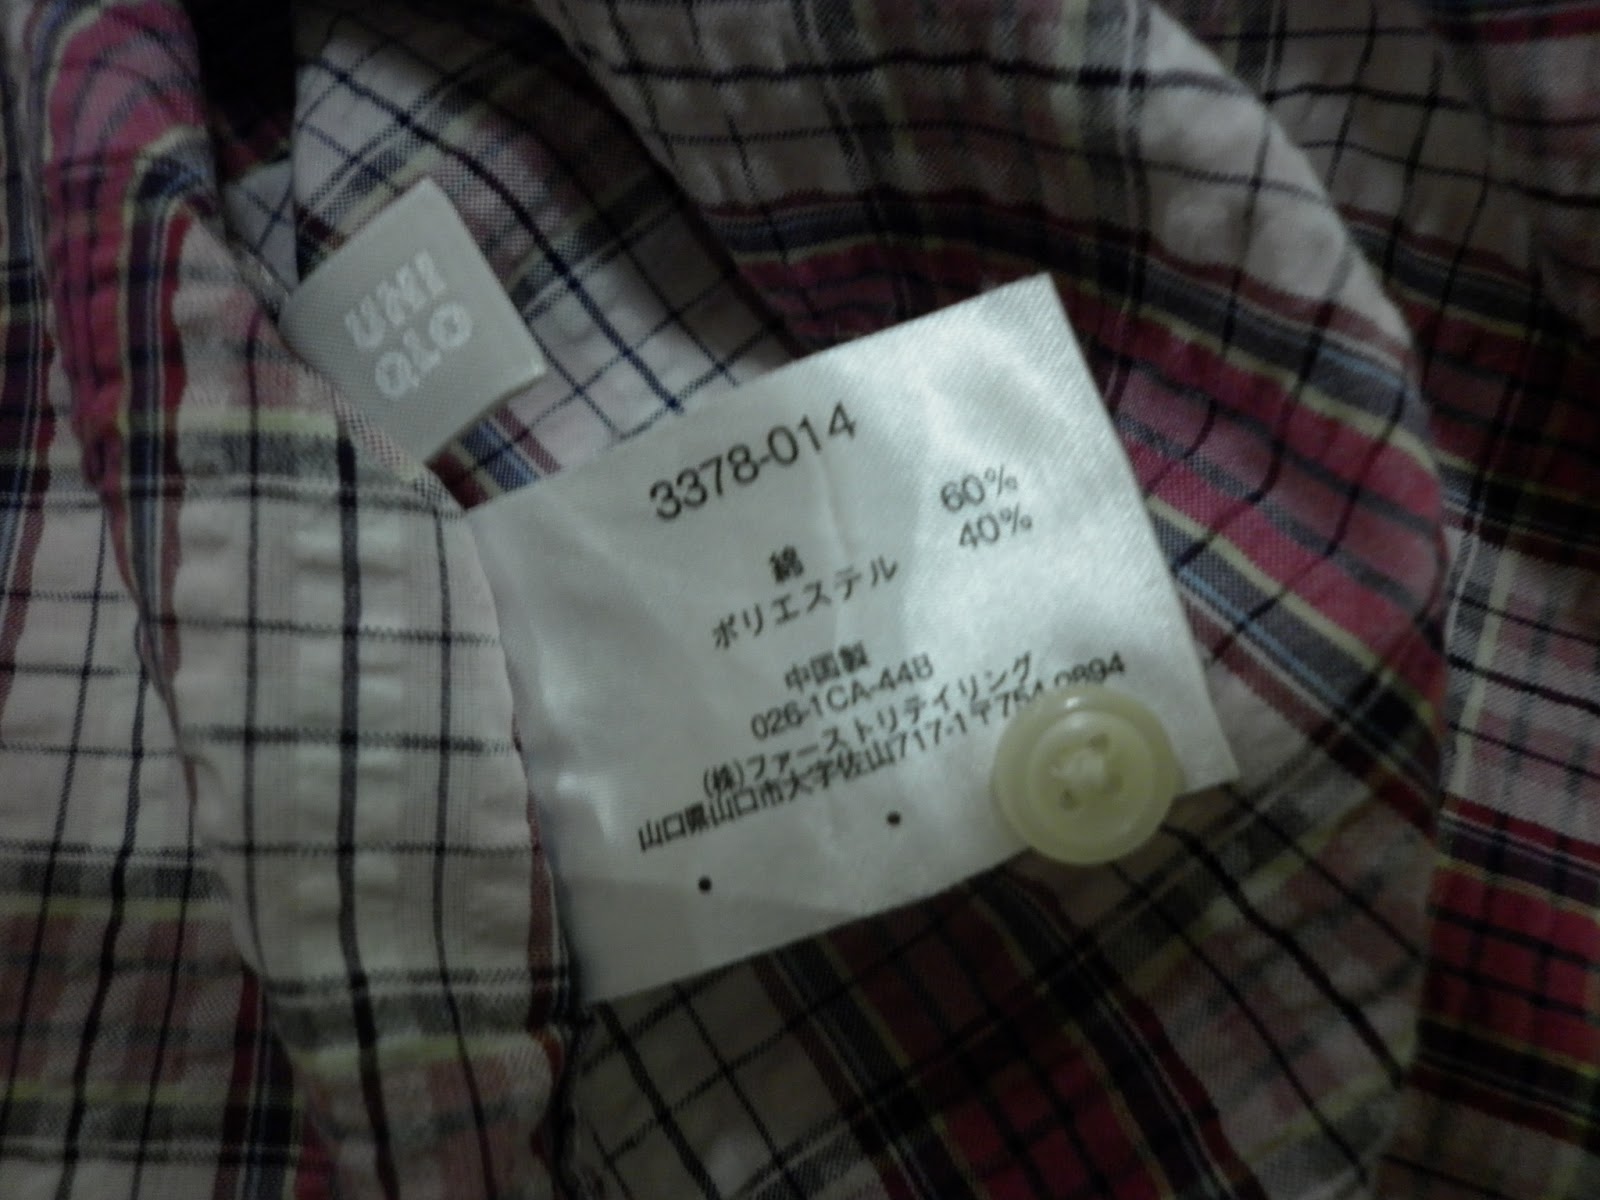 UNI
QLO
3378-014
綿 60%
ポリエステル 40%
中国製
026-1CA-448
(株)ファーストリテイリング
山口県山口市大字佐山717-1〒754-0894